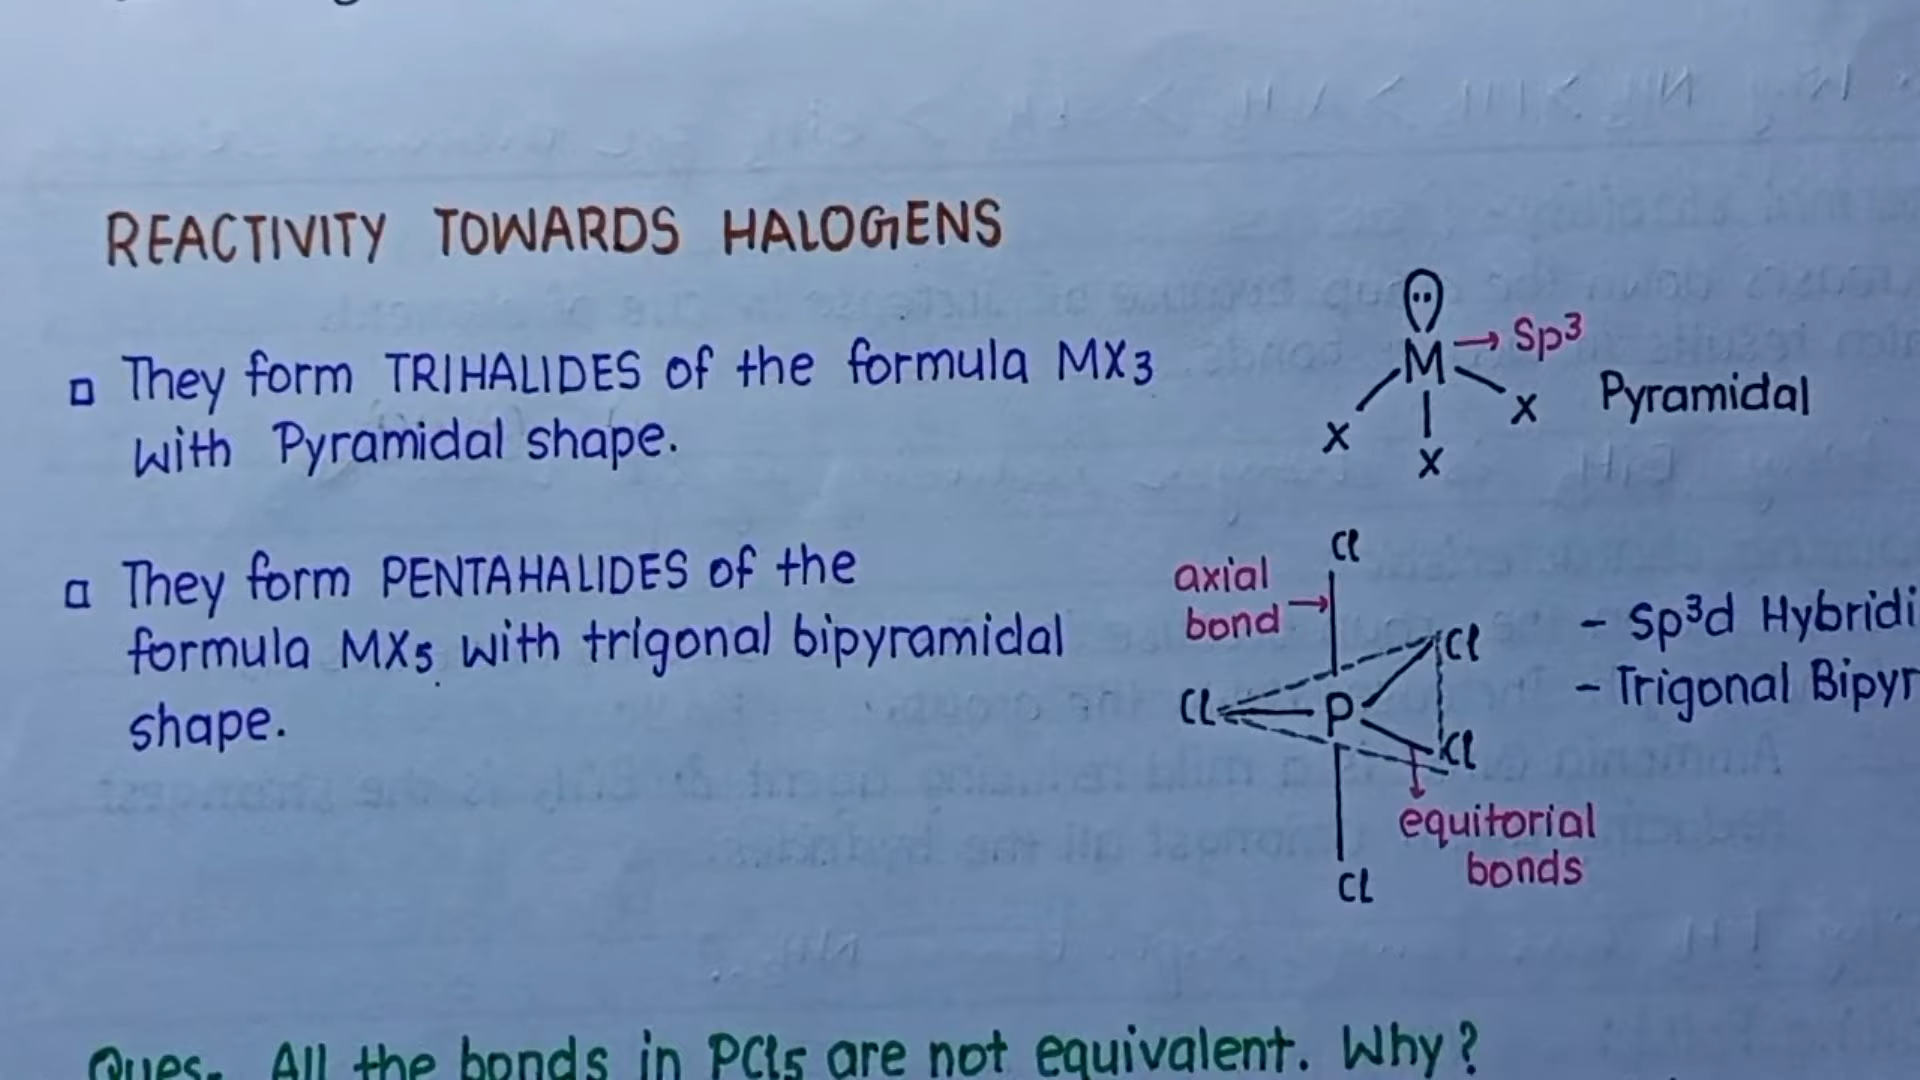 REACTIVITY TOWARDS HALOGENS
They form TRIHALIDES of the formula MX3
with Pyramidal shape.
M → Sp³
X
X
X
Pyramidal
They form PENTAHALIDES of the
formula MX5 with trigonal bipyramidal
shape.
Cl
axial
bond
Cl
Cl
P
Cl
equitorial
bonds
Cl
- Sp³d Hybridi
- Trigonal Bipyr
Ques. All the bonds in PCl5 are not equivalent. Why?